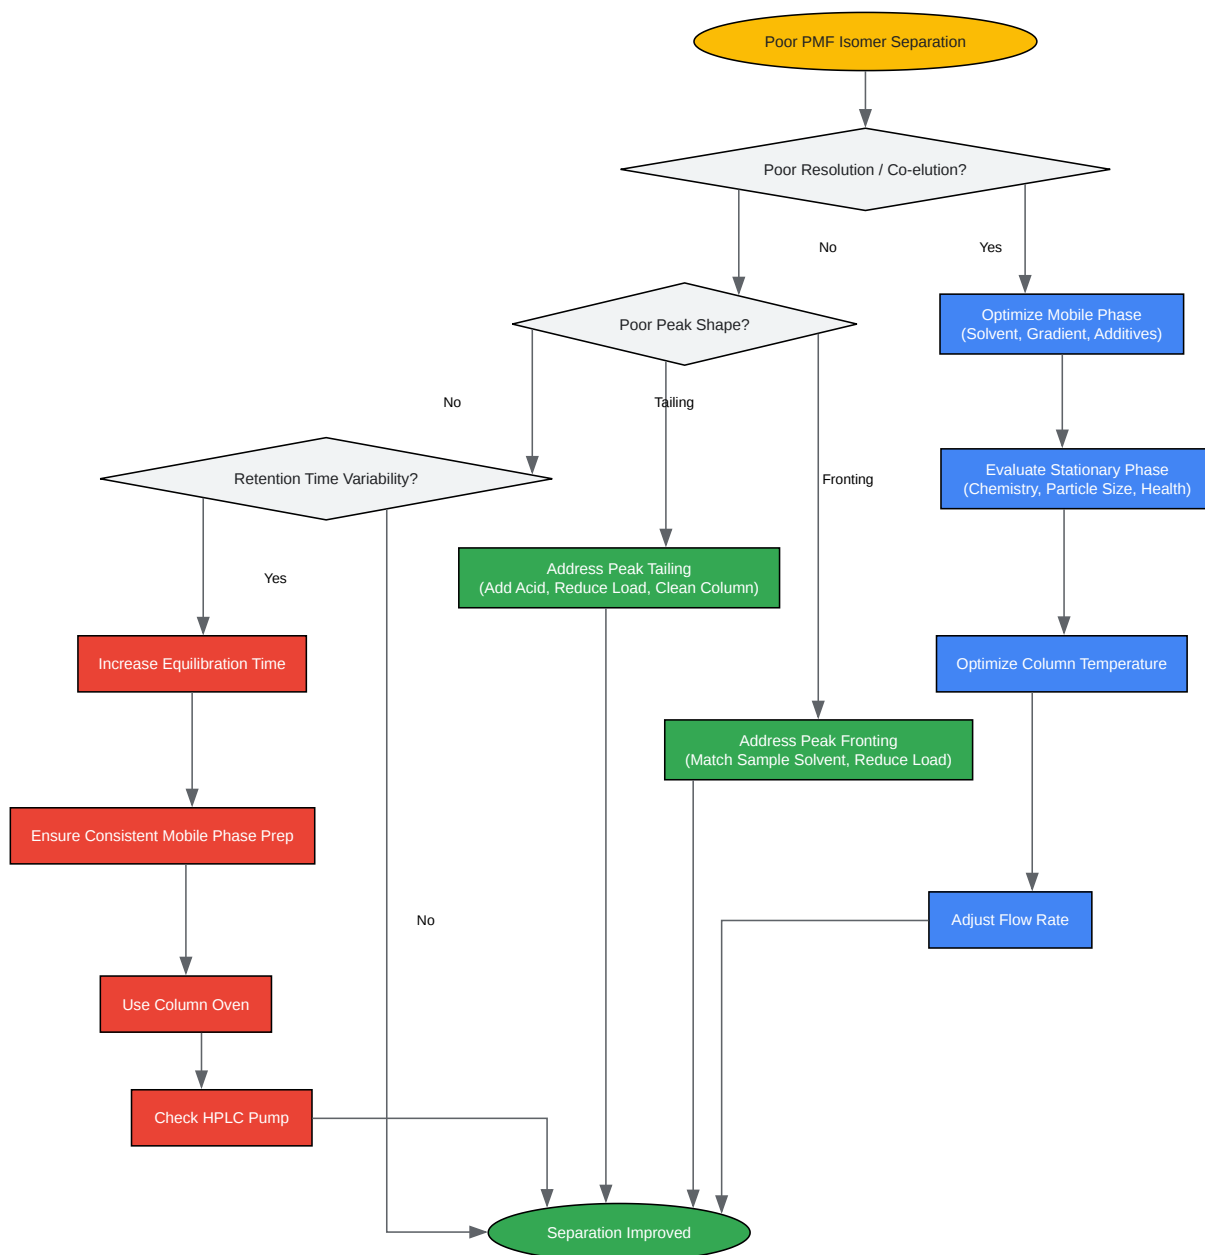 Poor PMF Isomer Separation
Poor Resolution / Co-elution?
No
Yes
Poor Peak Shape?
Optimize Mobile Phase
(Solvent, Gradient, Additives)
No
Tailing
Fronting
Retention Time Variability?
Evaluate Stationary Phase
(Chemistry, Particle Size, Health)
Yes
Address Peak Tailing
(Add Acid, Reduce Load, Clean Column)
Increase Equilibration Time
Optimize Column Temperature
Address Peak Fronting
(Match Sample Solvent, Reduce Load)
Ensure Consistent Mobile Phase Prep
No
Adjust Flow Rate
Use Column Oven
Check HPLC Pump
Separation Improved